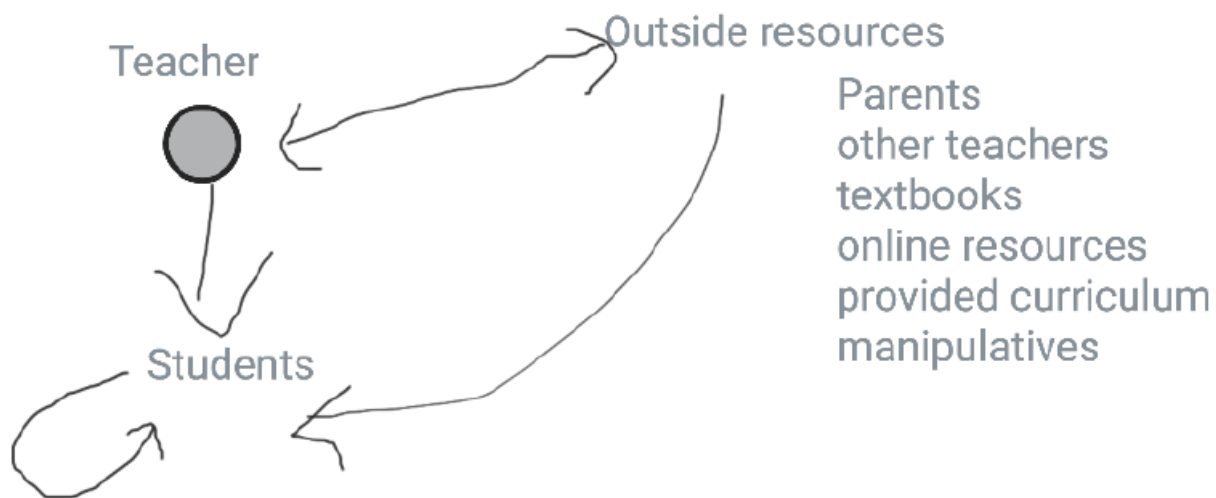 Teacher
Outside resources
Parents
other teachers
textbooks
online resources
provided curriculum
manipulatives
Students